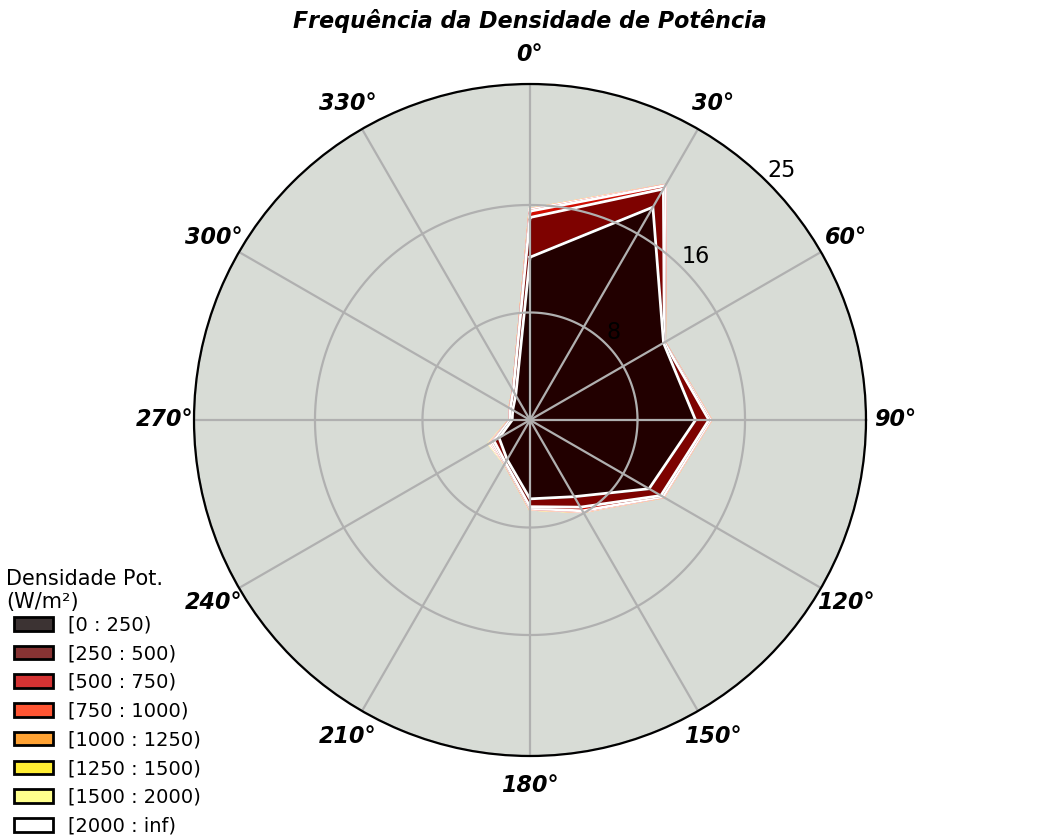 Frequência da Densidade de Potência
0°
330°
30°
25
300°
60°
16
8
270°
90°
240°
120°
210°
150°
180°
Densidade Pot.
(W/m²)
[0 : 250)
[250 : 500)
[500 : 750)
[750 : 1000)
[1000 : 1250)
[1250 : 1500)
[1500 : 2000)
[2000 : inf)